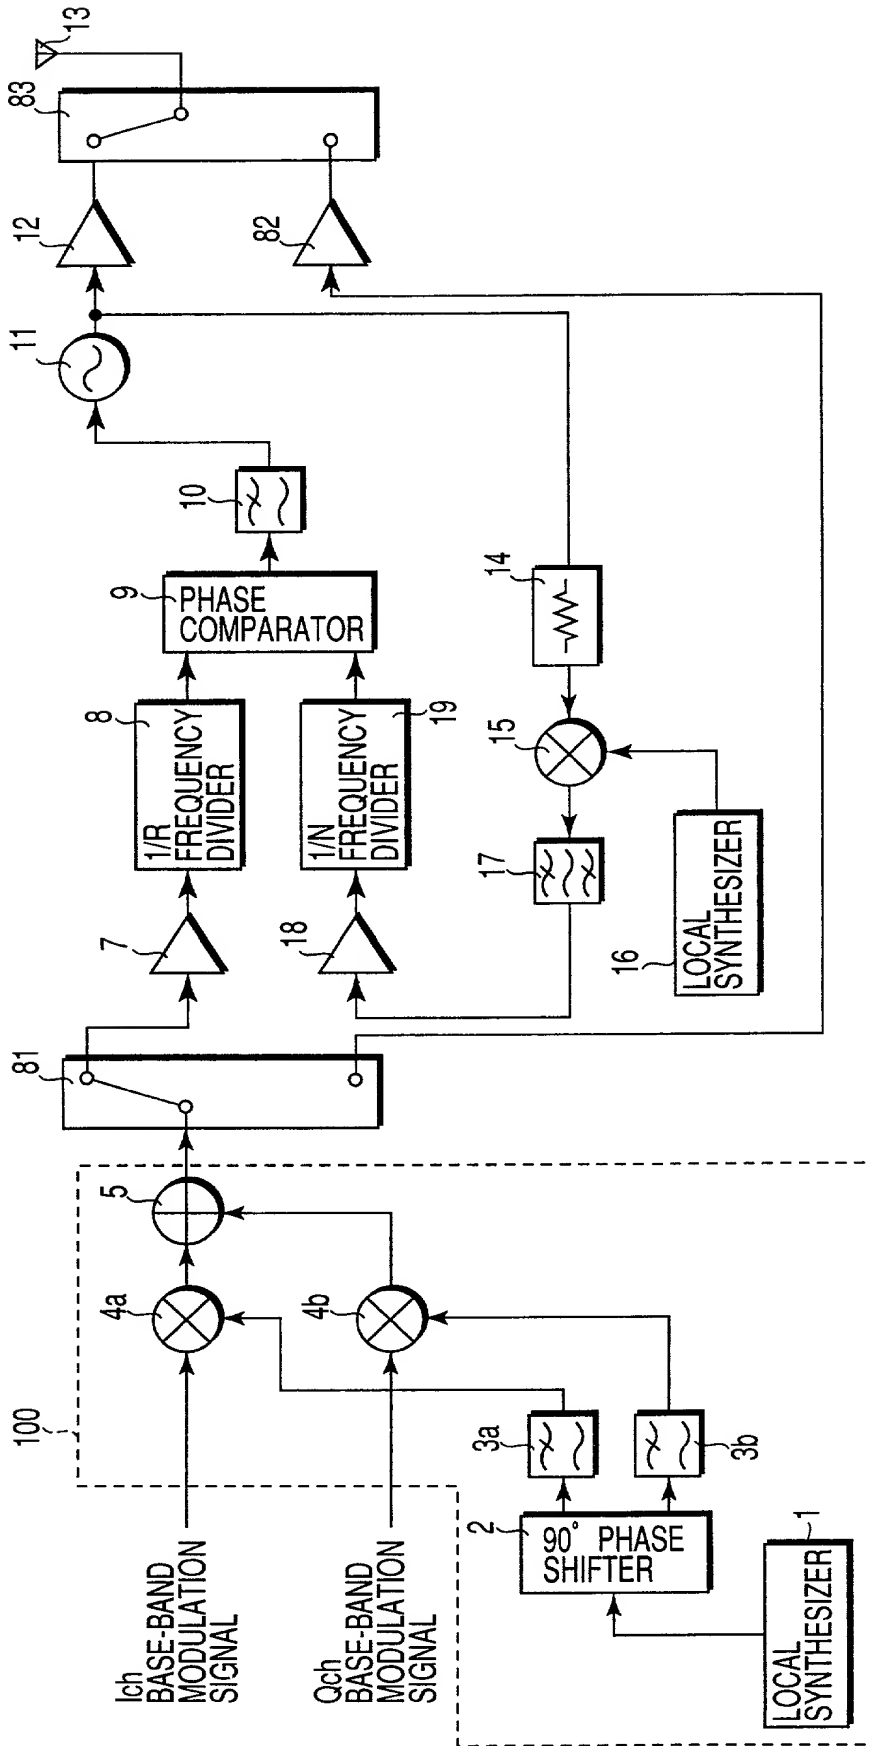 100
Ich
BASE-BAND
MODULATION
SIGNAL
Qch
BASE-BAND
MODULATION
SIGNAL
4a
4b
5
3a
3b
2
90° PHASE
SHIFTER
1
LOCAL
SYNTHESIZER
81
7
18
8
1/R
FREQUENCY
DIVIDER
19
1/N
FREQUENCY
DIVIDER
9
PHASE
COMPARATOR
10
11
12
82
83
13
14
15
17
16
LOCAL
SYNTHESIZER